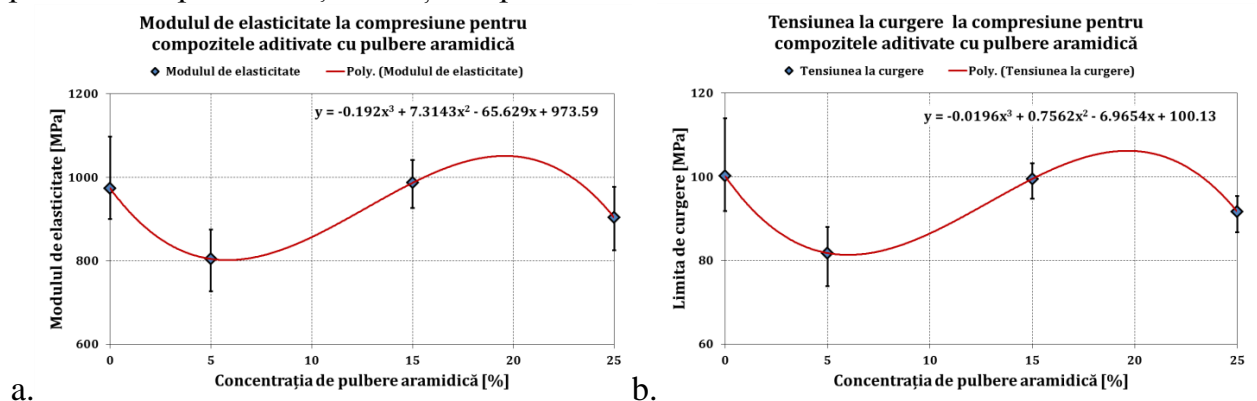 Modulul de elasticitate la compresiune pentru
compozitele aditivate cu pulbere aramidică
Modulul de elasticitate
Poly. (Modulul de elasticitate)
y = -0.192x³ + 7.3143x² - 65.629x + 973.59
1200
1000
800
600
Modulul de elasticitate [MPa]
0
5
10
15
20
25
Concentrația de pulbere aramidică [%]
a.
Tensiunea la curgere la compresiune pentru
compozitele aditivate cu pulbere aramidică
Tensiunea la curgere
Poly. (Tensiunea la curgere)
y = -0.0196x³ + 0.7562x² - 6.9654x + 100.13
120
100
80
60
Limita de curgere [MPa]
0
5
10
15
20
25
Concentrația de pulbere aramidică [%]
b.